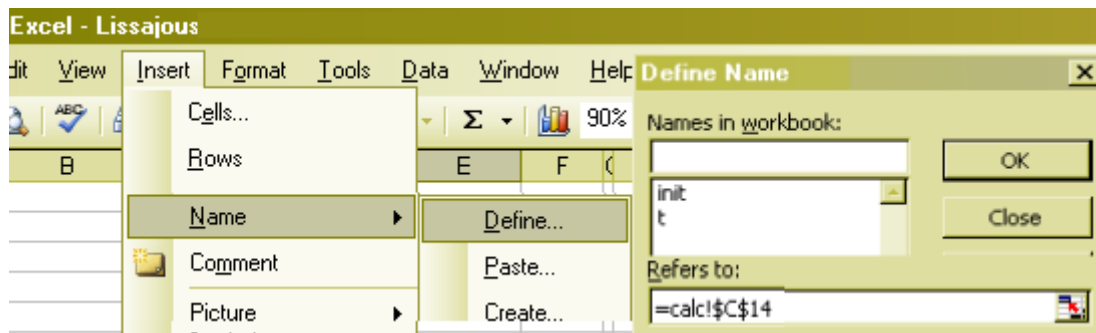 Excel - Lissajous
dit View Insert Format Tools Data Window Help
Define Name
Cells...
ABC
Σ
90%
Names in workbook:
B
Rows
E
F
OK
init
t
Name
Define...
Close
Comment
Paste...
Refers to:
Picture
Create...
=calc!$C$14